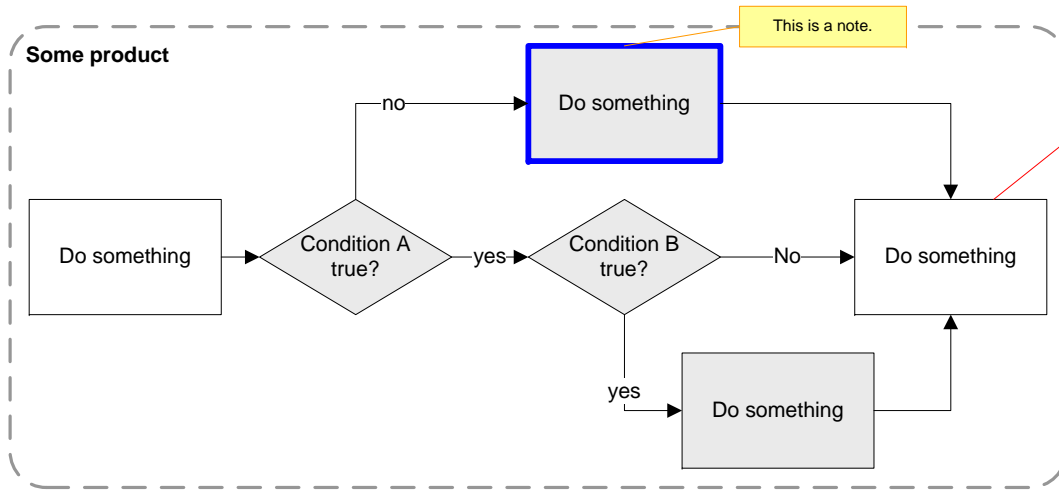 This is a note.
Some product
Do something
no
Do something
Condition A
true?
yes
Condition B
true?
No
Do something
yes
Do something